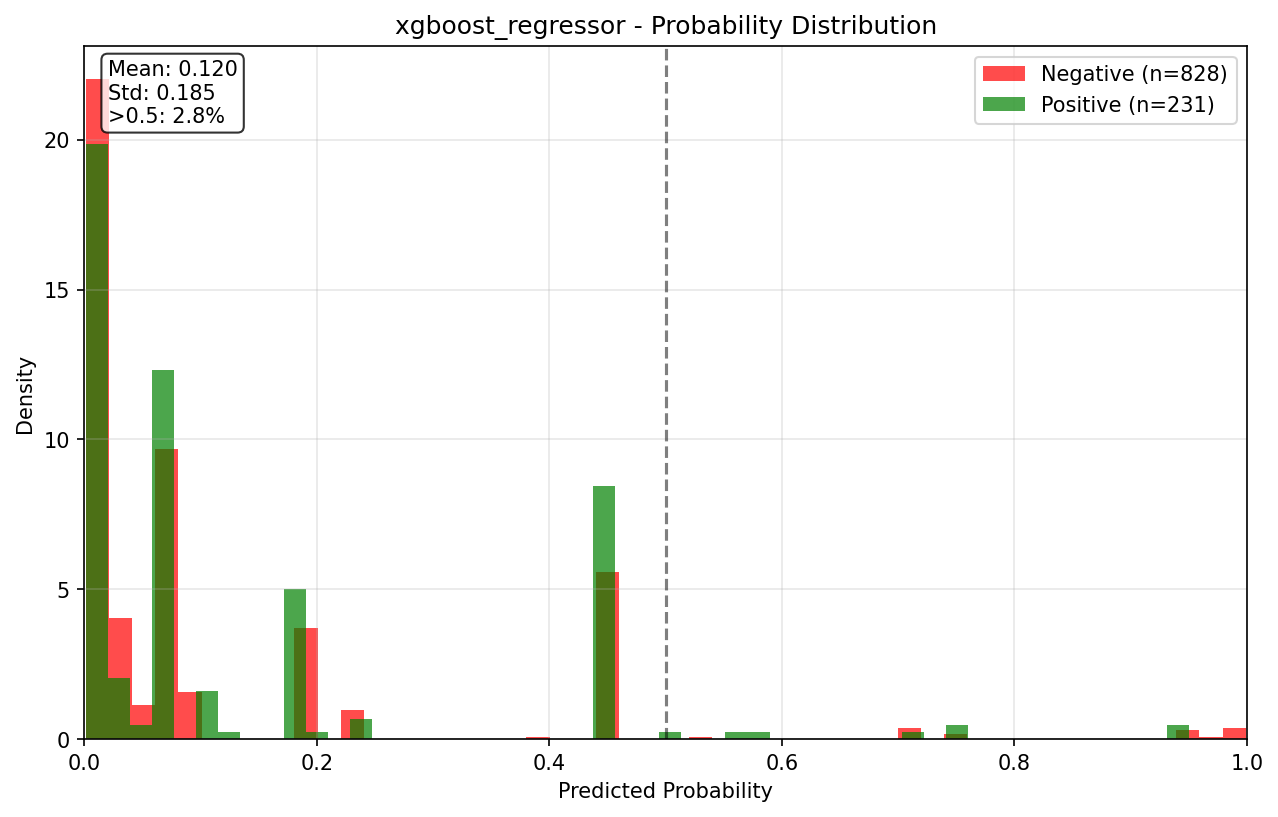 xgboost_regressor - Probability Distribution
Mean: 0.120
Std: 0.185
>0.5: 2.8%
Negative (n=828)
Positive (n=231)
Density
20
15
10
5
0
0.0 0.2 0.4 0.6 0.8 1.0
Predicted Probability